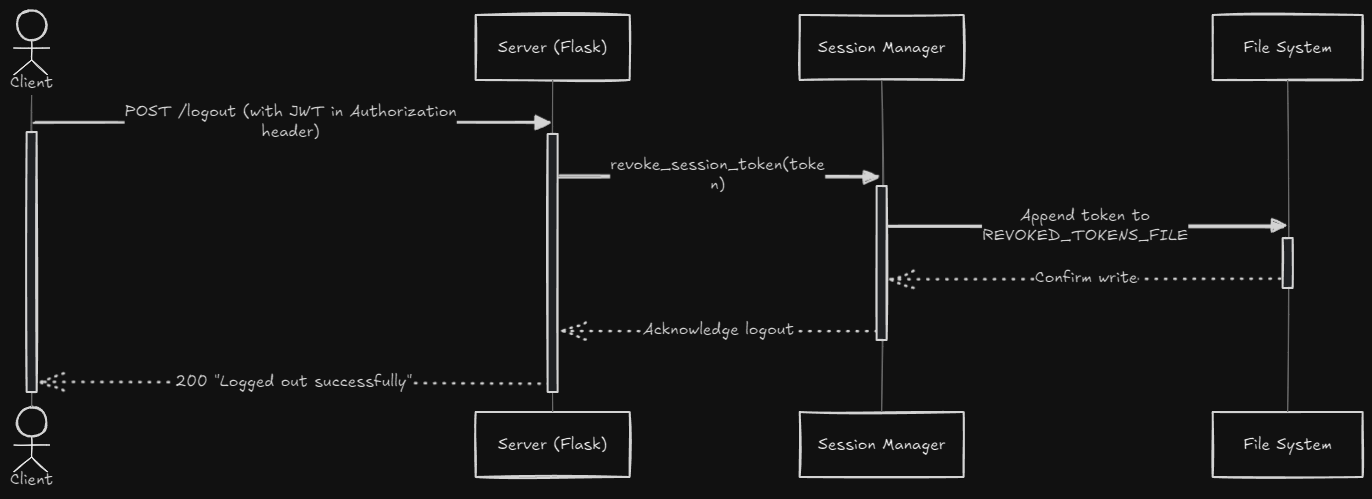 Client
Server (Flask)
Session Manager
File System
POST /logout (with JWT in Authorization
header)
revoke_session_token(toke
n)
Append token to
REVOKED_TOKENS_FILE
Confirm write
Acknowledge logout
200 "Logged out successfully"
Client
Server (Flask)
Session Manager
File System